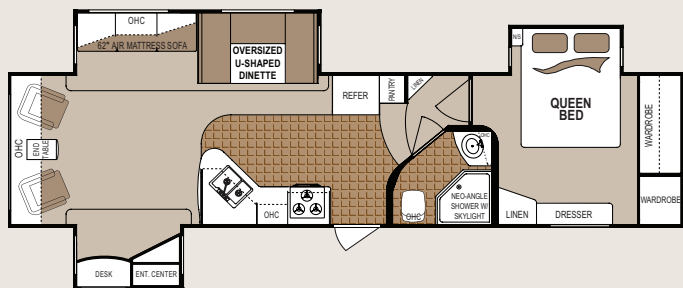 OHC
62" AIR MATTRESS SOFA
OVERSIZED
U-SHAPED
DINETTE
REFER
PANTRY
LINEN
N/S
QUEEN
BED
WARDROBE
WARDROBE
OHC
END
TABLE
OHC
OHC
OHC
NEO-ANGLE
SHOWER W/
SKYLIGHT
LINEN
DRESSER
DESK
ENT. CENTER